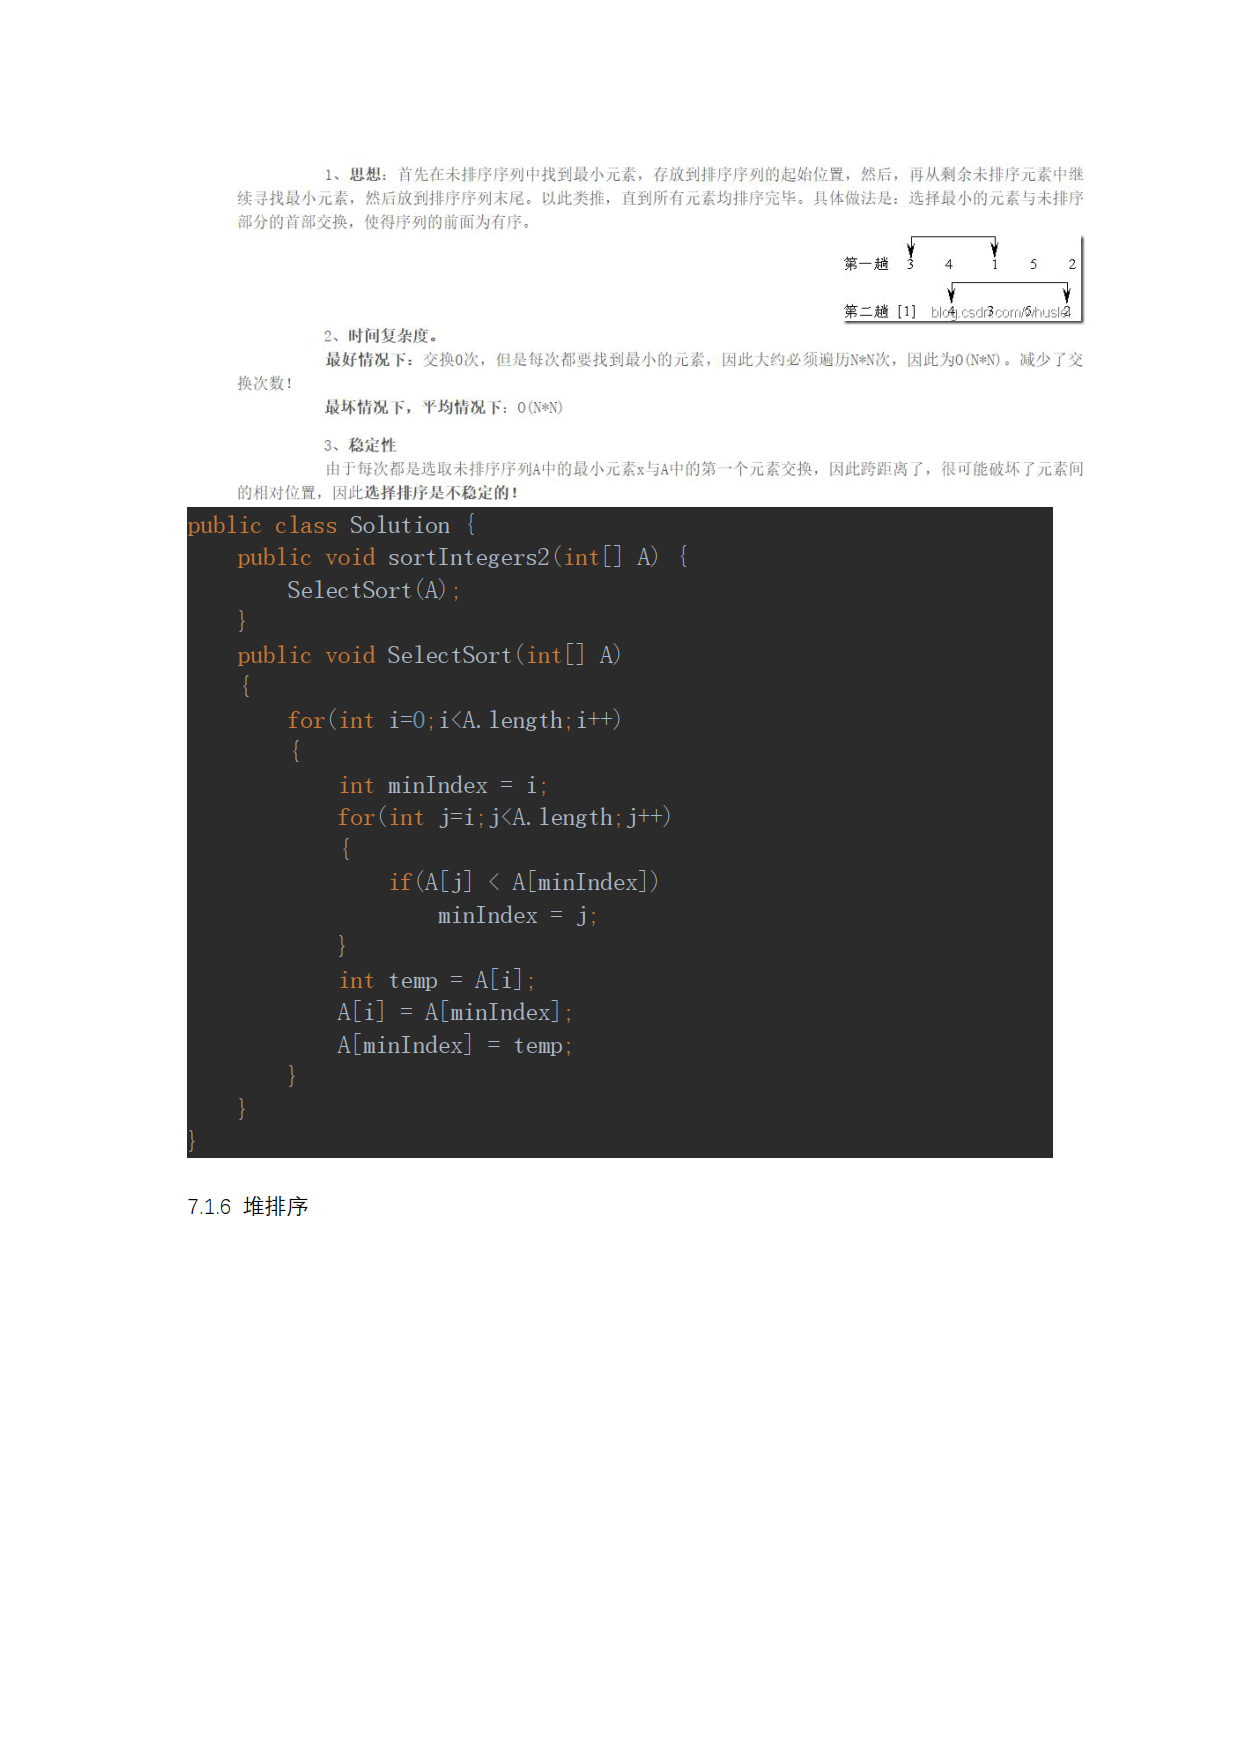 1、思想：首先在未排序序列中找到最小元素，存放到排序序列的起始位置，然后，再从剩余未排序元素中继
续寻找最小元素，然后放到排序序列末尾。以此类推，直到所有元素均排序完毕。具体做法是：选择最小的元素与未排序
部分的首部交换，使得序列的前面为有序。
第一趟 3 4 1 5 2
第二趟 [1] 4 3 5 2
2、时间复杂度。
最好情况下：交换0次，但是每次都要找到最小的元素，因此大约必须遍历N*N次，因此为O(N*N)。减少了交
换次数！
最坏情况下，平均情况下：O(N*N)
3、稳定性
由于每次都是选取未排序序列A中的最小元素x与A中的第一个元素交换，因此跨距离了，很可能破坏了元素间
的相对位置，因此选择排序是不稳定的！
public class Solution {
    public void sortIntegers2(int[] A) {
        SelectSort(A);
    }
    public void SelectSort(int[] A)
    {
        for(int i=0;i<A.length;i++)
        {
            int minIndex = i;
            for(int j=i;j<A.length;j++)
            {
                if(A[j] < A[minIndex])
                    minIndex = j;
            }
            int temp = A[i];
            A[i] = A[minIndex];
            A[minIndex] = temp;
        }
    }
}
7.1.6 堆排序